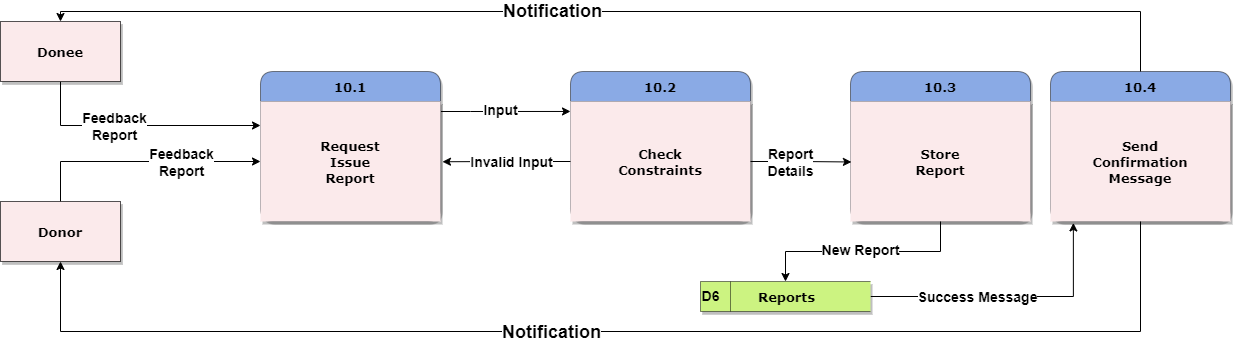 Notification
Donee
10.1
10.2
10.3
10.4
Feedback
Report
Input
Request
Issue
Report
Check
Constraints
Store
Report
Send
Confirmation
Message
Feedback
Report
Invalid Input
Report
Details
Donor
New Report
D6
Reports
Success Message
Notification